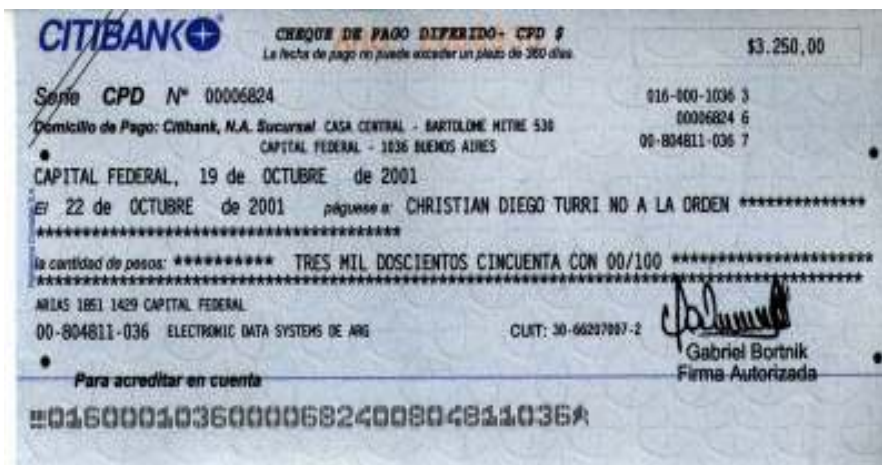 CITIBANK
CHEQUE DE PAGO DIFERIDO- CPD $
La fecha de pago no puede exceder un plazo de 360 días
$3.250,00
Serie CPD N° 00006824
016-000-1036 3
00006824 6
00-804811-036 7
Domicilio de Pago: Citibank, N.A. Sucursal CASA CENTRAL - BARTOLOME MITRE 530
CAPITAL FEDERAL - 1036 BUENOS AIRES
CAPITAL FEDERAL, 19 de OCTUBRE de 2001
El 22 de OCTUBRE de 2001 páguese a: CHRISTIAN DIEGO TURRI NO A LA ORDEN **************
****************************************
la cantidad de pesos: ********** TRES MIL DOSCIENTOS CINCUENTA CON 00/100 **********************
ARIAS 1851 1429 CAPITAL FEDERAL
00-804811-036 ELECTRONIC DATA SYSTEMS DE ARG CUIT: 30-66207007-2
Gabriel Bortnik
Firma Autorizada
Para acreditar en cuenta
01600010360000682400804811036